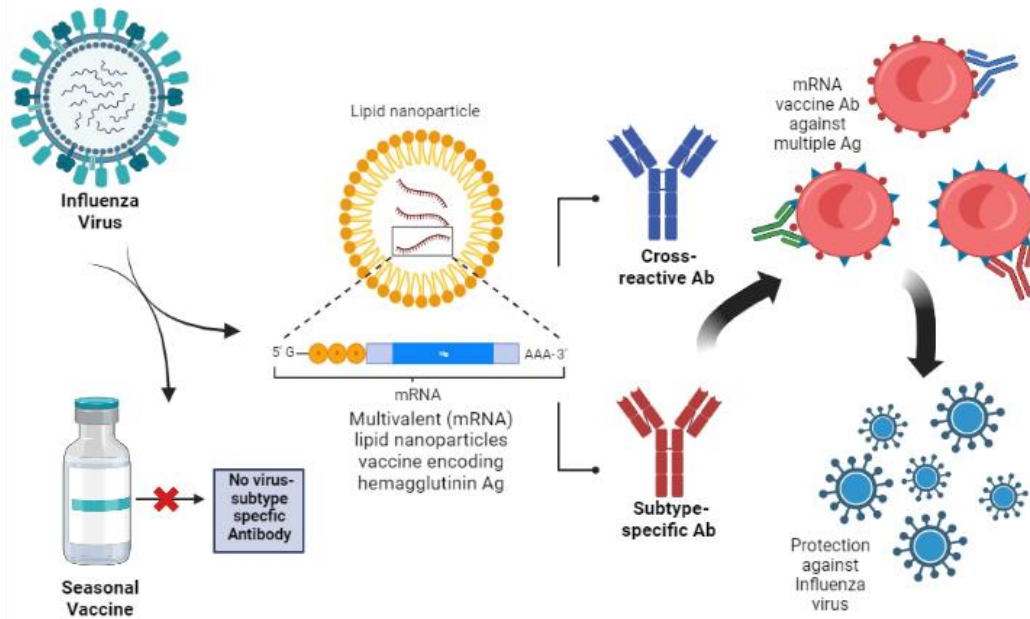 Influenza
Virus
Lipid nanoparticle
5´ G
AAA-3´
mRNA
Multivalent (mRNA)
lipid nanoparticles
vaccine encoding
hemagglutinin Ag
Seasonal
Vaccine
No virus-
subtype
specfic
Antibody
Cross-
reactive Ab
Subtype-
specific Ab
mRNA
vaccine Ab
against
multiple Ag
Protection
against
Influenza
virus